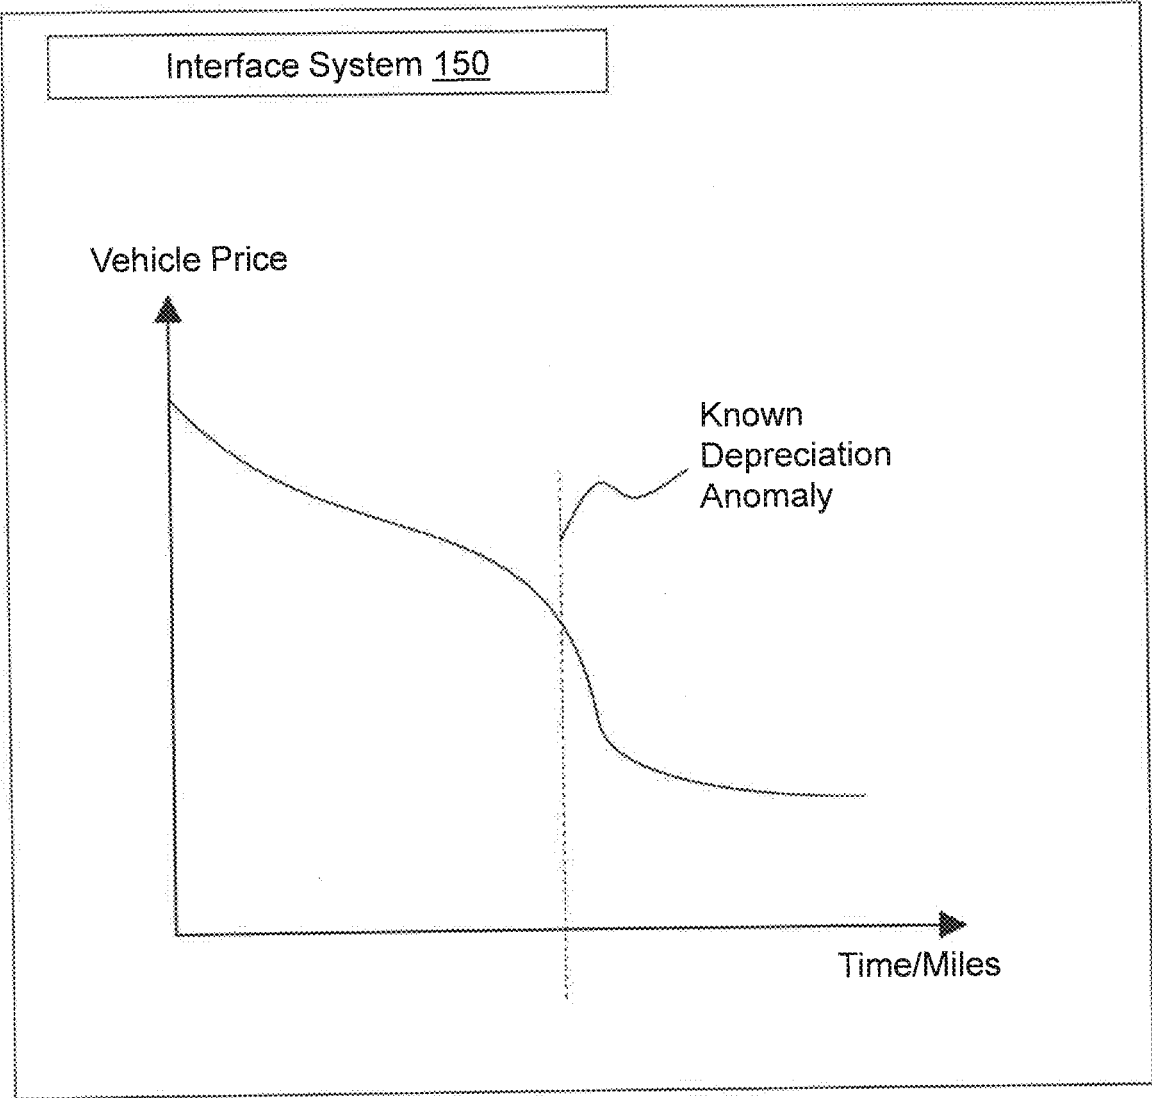 Interface System 150
Vehicle Price
Known
Depreciation
Anomaly
Time/Miles